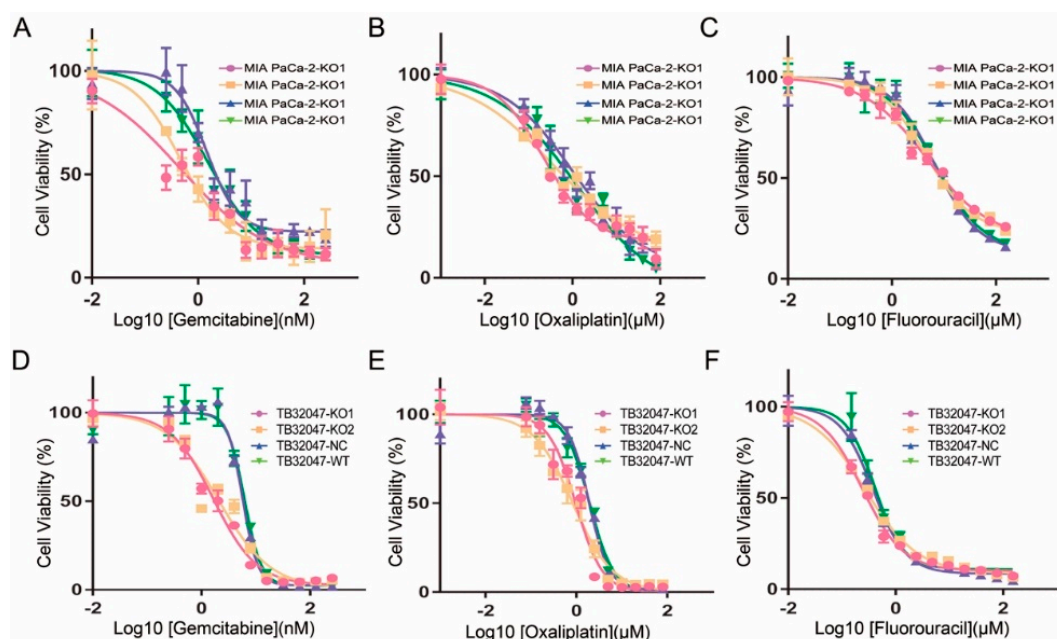 A
B
C
Cell Viability (%)
100
50
0
-2
0
2
Log10 [Gemcitabine](nM)
MIA PaCa-2-KO1
MIA PaCa-2-KO1
MIA PaCa-2-KO1
MIA PaCa-2-KO1
Cell Viability (%)
100
50
0
-2
0
2
Log10 [Oxaliplatin](µM)
MIA PaCa-2-KO1
MIA PaCa-2-KO1
MIA PaCa-2-KO1
MIA PaCa-2-KO1
Cell Viability (%)
100
50
0
-2
0
2
Log10 [Fluorouracil](µM)
MIA PaCa-2-KO1
MIA PaCa-2-KO1
MIA PaCa-2-KO1
MIA PaCa-2-KO1
D
E
F
Cell Viability (%)
100
50
0
-2
0
2
Log10 [Gemcitabine](nM)
TB32047-KO1
TB32047-KO2
TB32047-NC
TB32047-WT
Cell Viability (%)
100
50
0
-2
0
2
Log10 [Oxaliplatin](µM)
TB32047-KO1
TB32047-KO2
TB32047-NC
TB32047-WT
Cell Viability (%)
100
50
0
-2
0
2
Log10 [Fluorouracil](µM)
TB32047-KO1
TB32047-KO2
TB32047-NC
TB32047-WT